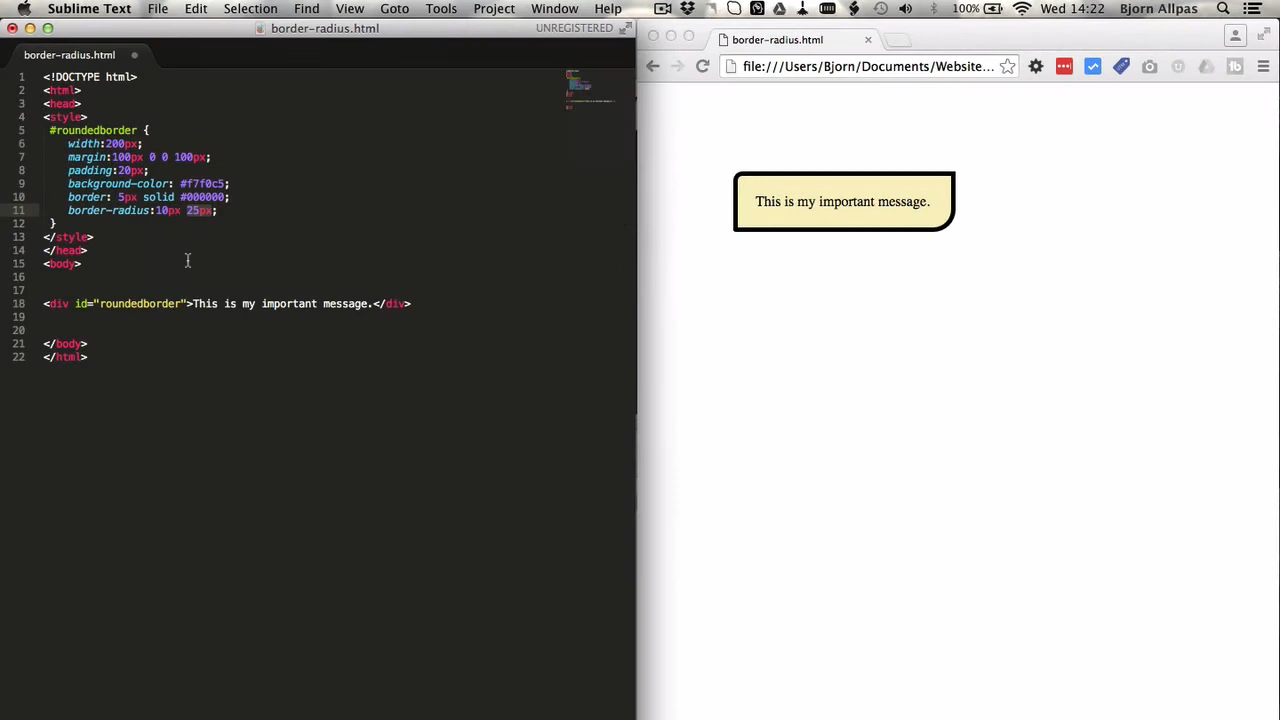 Sublime Text File Edit Selection Find View Goto Tools Project Window Help 100% Wed 14:22 Bjorn Allpas
border-radius.html UNREGISTERED
border-radius.html
1 <!DOCTYPE html>
2 <html>
3 <head>
4 <style>
5 #roundedborder {
6 width:200px;
7 margin:100px 0 0 100px;
8 padding:20px;
9 background-color: #f7f0c5;
10 border: 5px solid #000000;
11 border-radius:10px 25px;
12 }
13 </style>
14 </head>
15 <body>
16
17
18 <div id="roundedborder">This is my important message.</div>
19
20
21 </body>
22 </html>
border-radius.html
file:///Users/Bjorn/Documents/Website...
This is my important message.